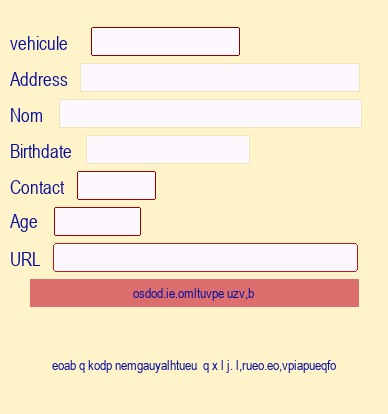 vehicule
Address
Nom
Birthdate
Contact
Age
URL
osdod.ie.omltuvpe uzv,b
eoab q kodp nemgauyalhtueu q x l j. l,rueo.eo,vpiapueqfo